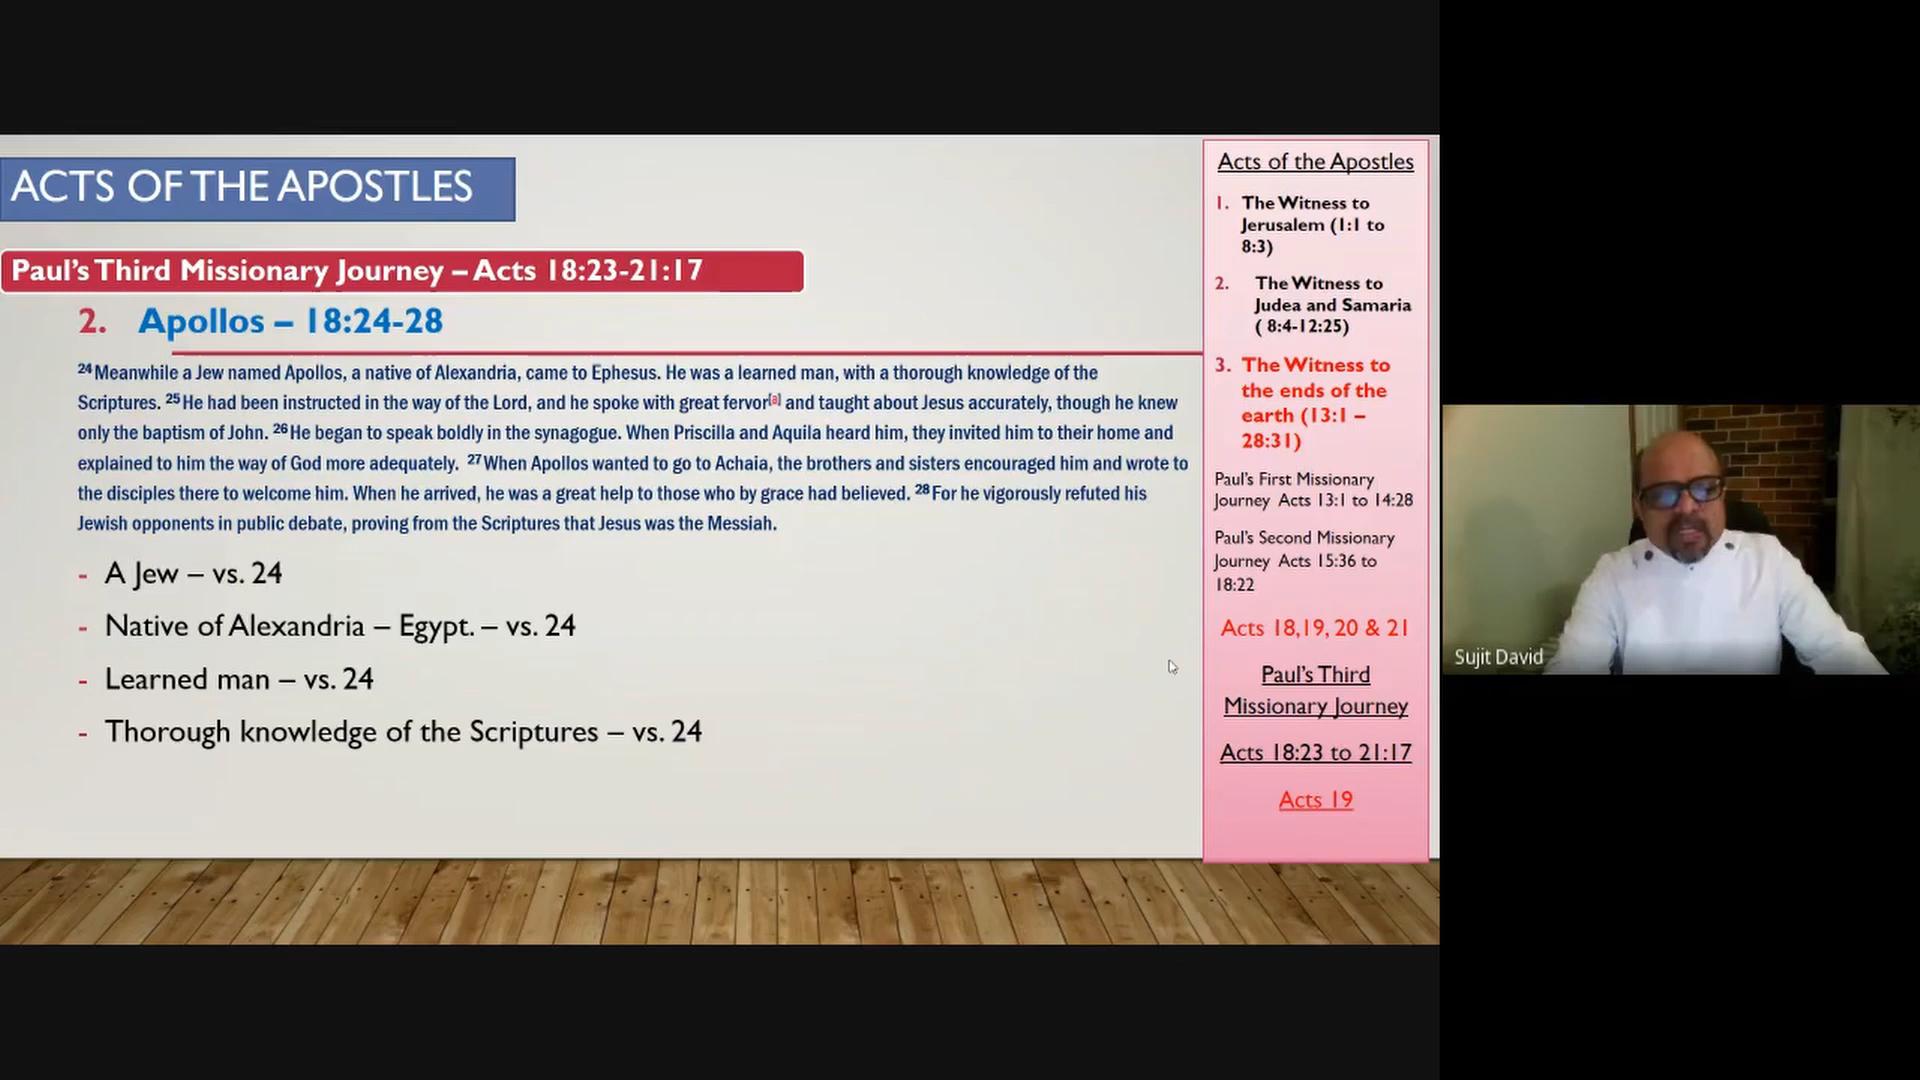 ACTS OF THE APOSTLES
Paul's Third Missionary Journey – Acts 18:23-21:17
2. Apollos – 18:24-28
24 Meanwhile a Jew named Apollos, a native of Alexandria, came to Ephesus. He was a learned man, with a thorough knowledge of the
Scriptures. 25 He had been instructed in the way of the Lord, and he spoke with great fervor[a] and taught about Jesus accurately, though he knew
only the baptism of John. 26 He began to speak boldly in the synagogue. When Priscilla and Aquila heard him, they invited him to their home and
explained to him the way of God more adequately. 27 When Apollos wanted to go to Achaia, the brothers and sisters encouraged him and wrote to
the disciples there to welcome him. When he arrived, he was a great help to those who by grace had believed. 28 For he vigorously refuted his
Jewish opponents in public debate, proving from the Scriptures that Jesus was the Messiah.
- A Jew – vs. 24
- Native of Alexandria – Egypt. – vs. 24
- Learned man – vs. 24
- Thorough knowledge of the Scriptures – vs. 24
Acts of the Apostles
1. The Witness to
Jerusalem (1:1 to
8:3)
2. The Witness to
Judea and Samaria
( 8:4-12:25)
3. The Witness to
the ends of the
earth (13:1 –
28:31)
Paul's First Missionary
Journey Acts 13:1 to 14:28
Paul's Second Missionary
Journey Acts 15:36 to
18:22
Acts 18,19, 20 & 21
Paul's Third
Missionary Journey
Acts 18:23 to 21:17
Acts 19
Sujit David